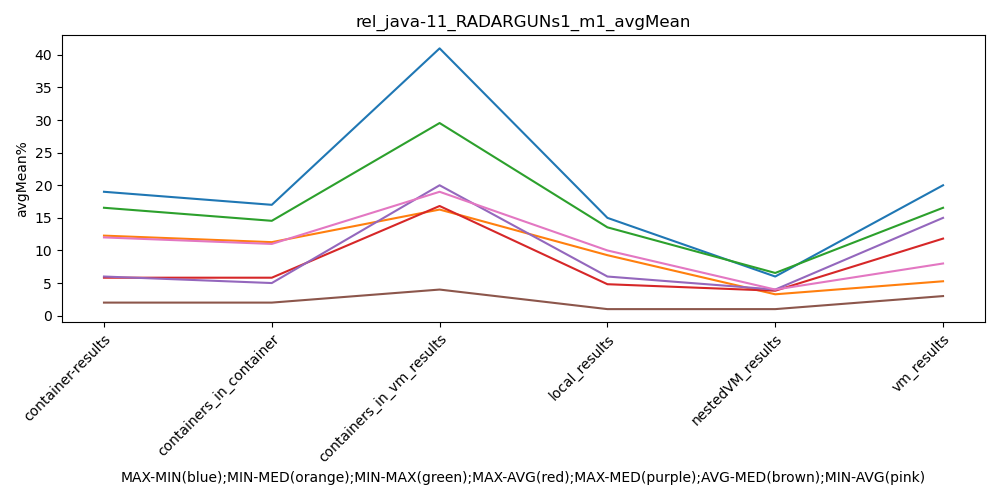 rel_java-11_RADARGUNs1_m1_avgMean
avgMean%
40
35
30
25
20
15
10
5
0
container-results
containers_in_container
containers_in_vm_results
local_results
nestedVM_results
vm_results
MAX-MIN(blue);MIN-MED(orange);MIN-MAX(green);MAX-AVG(red);MAX-MED(purple);AVG-MED(brown);MIN-AVG(pink)